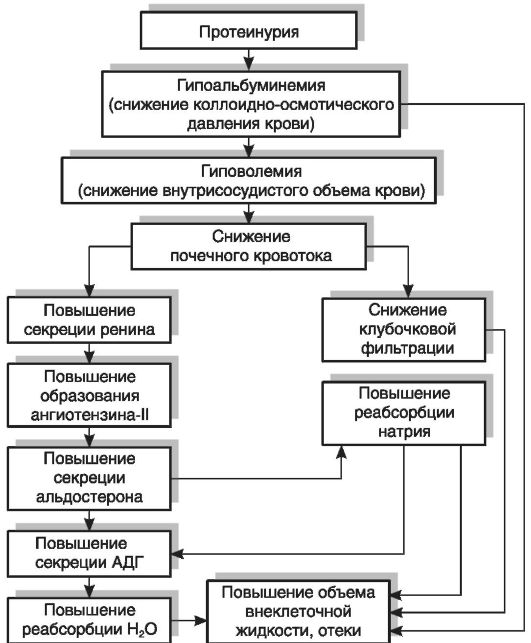 Протеинурия
Гипоальбуминемия
(снижение коллоидно-осмотического
давления крови)
Гиповолемия
(снижение внутрисосудистого объема крови)
Снижение
почечного кровотока
Повышение
секреции ренина
Снижение
клубочковой
фильтрации
Повышение
образования
ангиотензина-II
Повышение
реабсорбции
натрия
Повышение
секреции
альдостерона
Повышение
секреции АДГ
Повышение
реабсорбции H₂O
Повышение объема
внеклеточной
жидкости, отеки